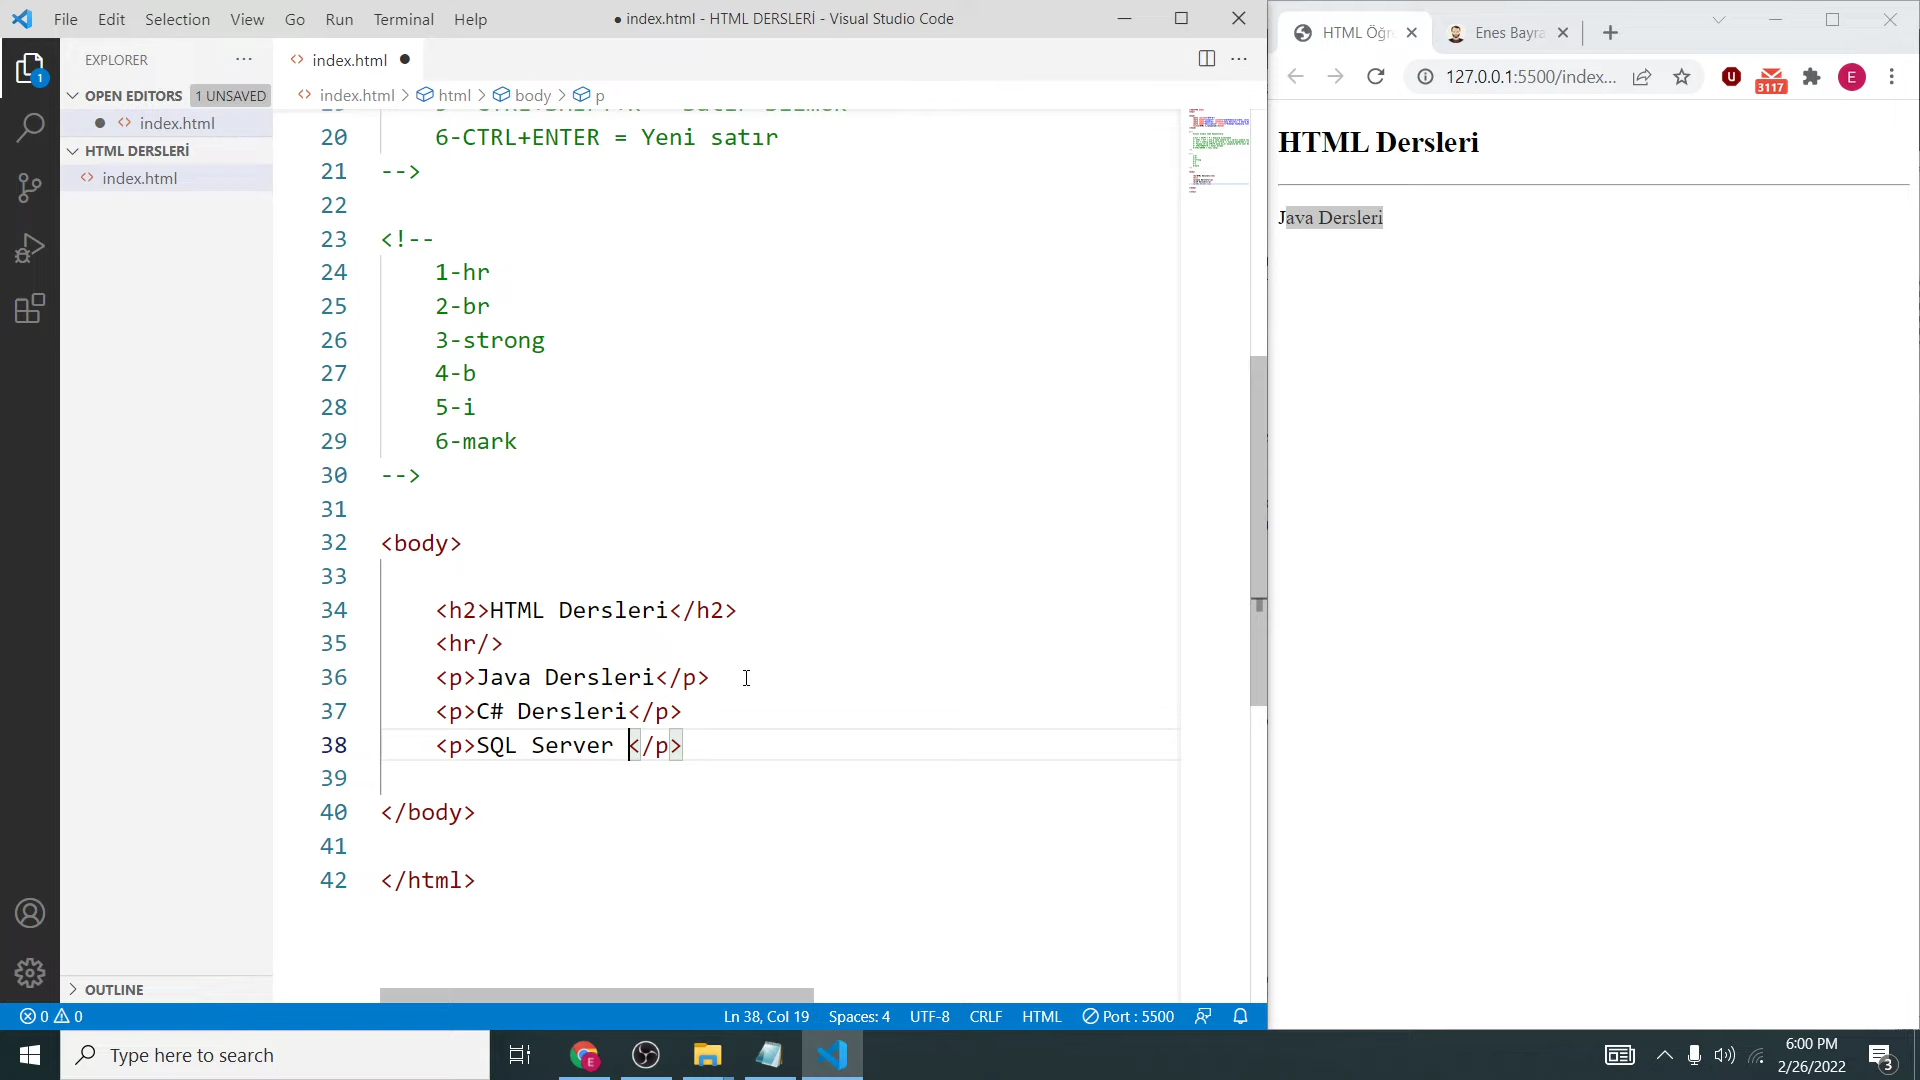 File Edit Selection View Go Run Terminal Help
● index.html - HTML DERSLERİ - Visual Studio Code
EXPLORER
OPEN EDITORS 1 UNSAVED
index.html
HTML DERSLERİ
index.html
OUTLINE
index.html
index.html > html > body > p
20 6-CTRL+ENTER = Yeni satır
21 -->
22
23 <!--
24 1-hr
25 2-br
26 3-strong
27 4-b
28 5-i
29 6-mark
30 -->
31
32 <body>
33
34 <h2>HTML Dersleri</h2>
35 <hr/>
36 <p>Java Dersleri</p>
37 <p>C# Dersleri</p>
38 <p>SQL Server </p>
39
40 </body>
41
42 </html>
0 0
Ln 38, Col 19 Spaces: 4 UTF-8 CRLF HTML Port : 5500
HTML Öğr
Enes Bayra
127.0.0.1:5500/index...
3117
E
HTML Dersleri
Java Dersleri
Type here to search
6:00 PM
2/26/2022
3